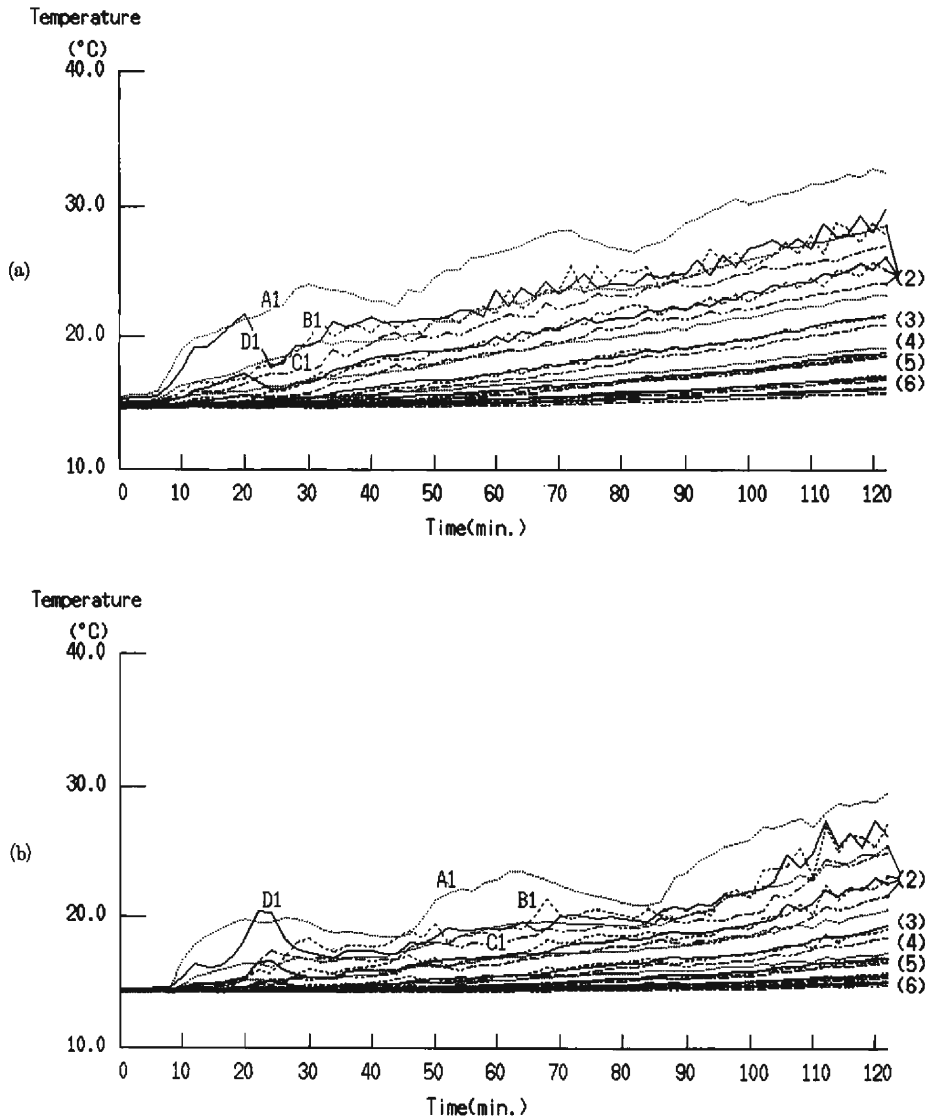 Temperature
(°C)
40.0
30.0
(a)
A1
(2)
B1
(3)
20.0
D1
(4)
C1
(5)
(6)
10.0
0 10 20 30 40 50 60 70 80 90 100 110 120
Time(min.)
Temperature
(°C)
40.0
30.0
(b)
A1
(2)
D1
B1
20.0
(3)
C1
(4)
(5)
(6)
10.0
0 10 20 30 40 50 60 70 80 90 100 110 120
Time(min.)